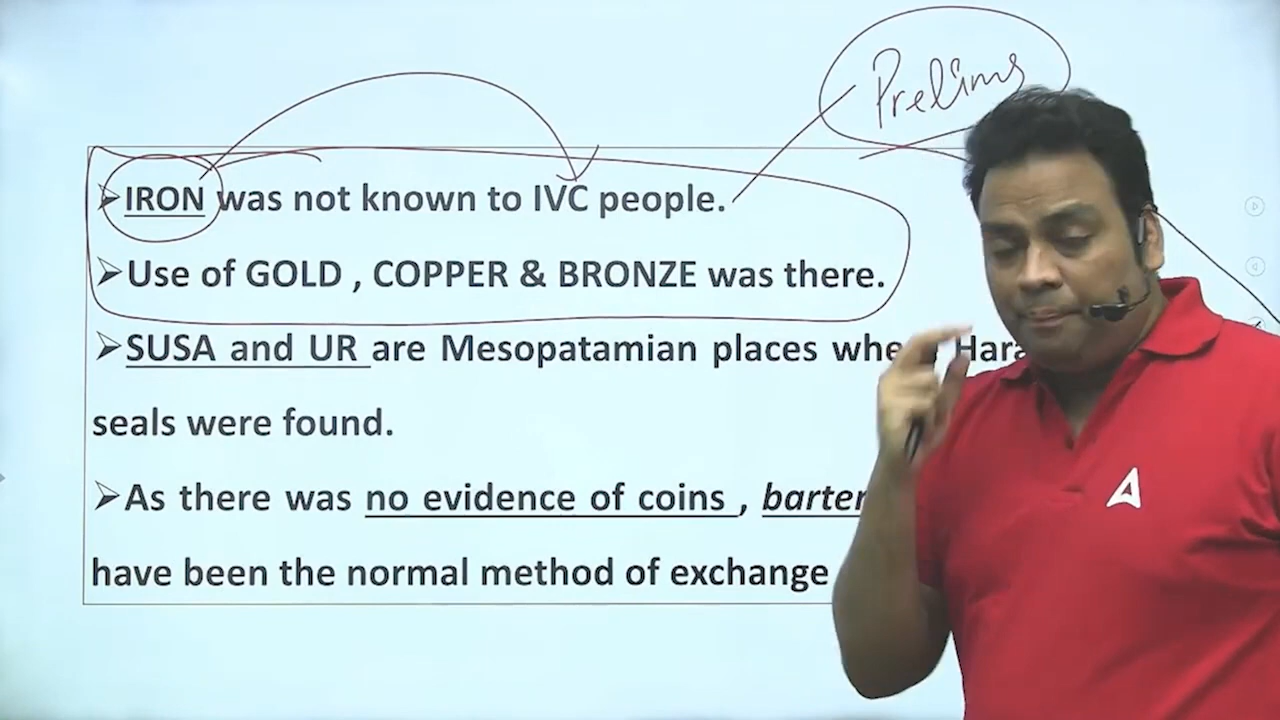 Prelims
➢IRON was not known to IVC people.
➢Use of GOLD , COPPER & BRONZE was there.
➢SUSA and UR are Mesopatamian places
seals were found.
➢As there was no evidence of coins , barter
have been the normal method of exchange